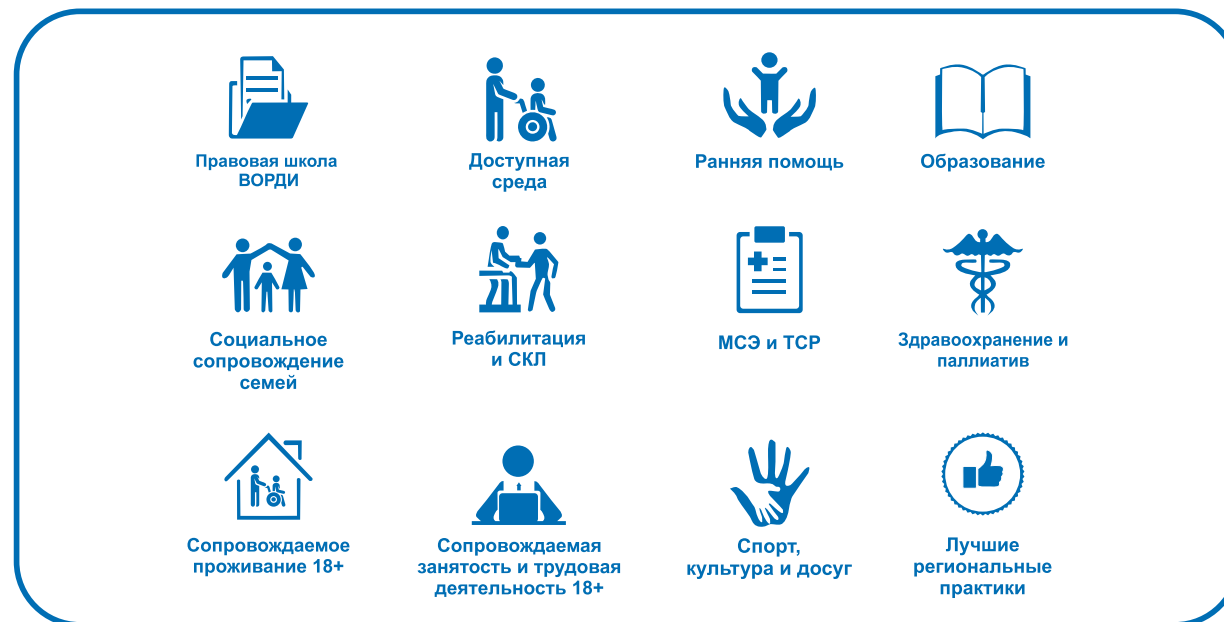 Правовая школа
ВОРДИ
Доступная
среда
Ранняя помощь
Образование
Социальное
сопровождение
семей
Реабилитация
и СКЛ
МСЭ и ТСР
Здравоохранение и
паллиатив
Сопровождаемое
проживание 18+
Сопровождаемая
занятость и трудовая
деятельность 18+
Спорт,
культура и досуг
Лучшие
региональные
практики